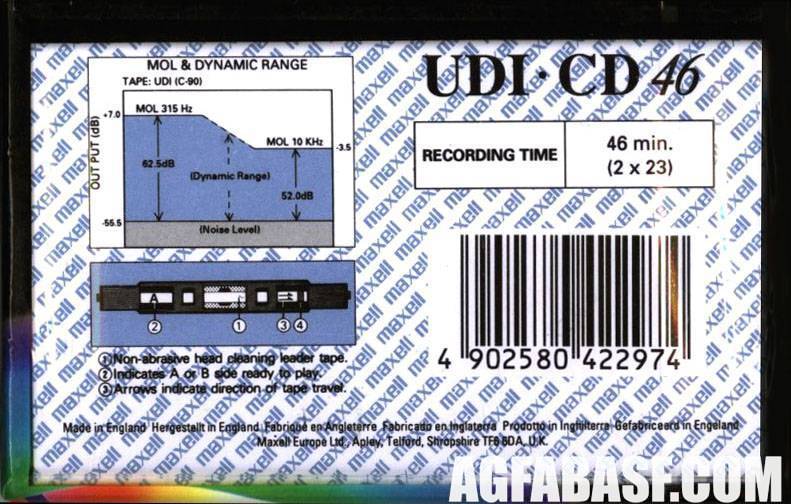 MOL & DYNAMIC RANGE
TAPE: UDI (C-90)
OUT PUT (dB)
+7.0
MOL 315 Hz
MOL 10 KHz
-3.5
62.5dB
(Dynamic Range)
52.0dB
-55.5
(Noise Level)
UDI·CD 46
RECORDING TIME
46 min.
(2 x 23)
A
② ① ③ ④
①Non-abrasive head cleaning leader tape.
②Indicates A or B side ready to play.
③Arrows indicate direction of tape travel.
4 902580 422974
Made in England Hergestellt in England Fabriqué en Angleterre Fabricado en Inglaterra Prodotto in Inghilterra Gefabriceerd in Engeland
Maxell Europe Ltd., Apley, Telford, Shropshire TF6 6DA, U.K.
maxell
AGFABASF.COM